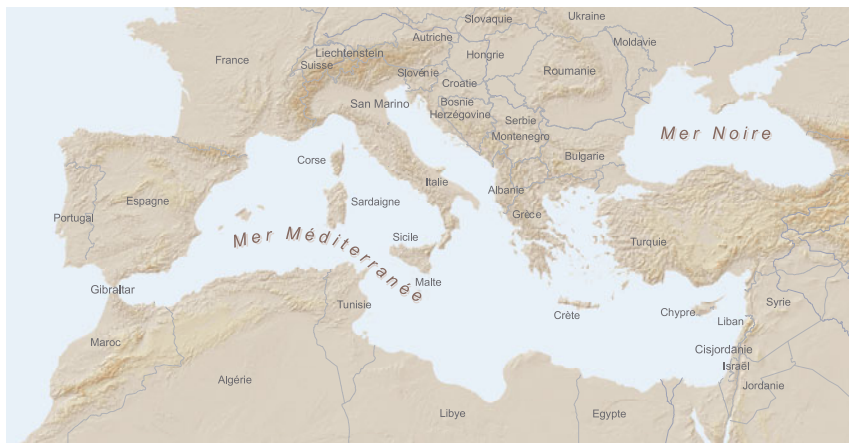 Slovaquie
Ukraine
Autriche
Moldavie
France
Liechtenstein
Hongrie
Suisse
Slovénie
Roumanie
Croatie
San Marino
Bosnie
Herzégovine
Serbie
Mer Noire
Montenegro
Bulgarie
Corse
Italie
Albanie
Espagne
Sardaigne
Portugal
Grèce
Mer Méditerranée
Sicile
Turquie
Gibraltar
Malte
Tunisie
Syrie
Crète
Chypre
Liban
Maroc
Cisjordanie
Israël
Algérie
Jordanie
Libye
Egypte